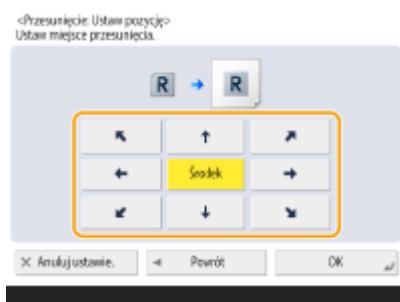 <Przesunięcie: Ustaw pozycję>
Ustaw miejsce przesunięcia.
R R
Środek
Anuluj ustawie. Powrót OK